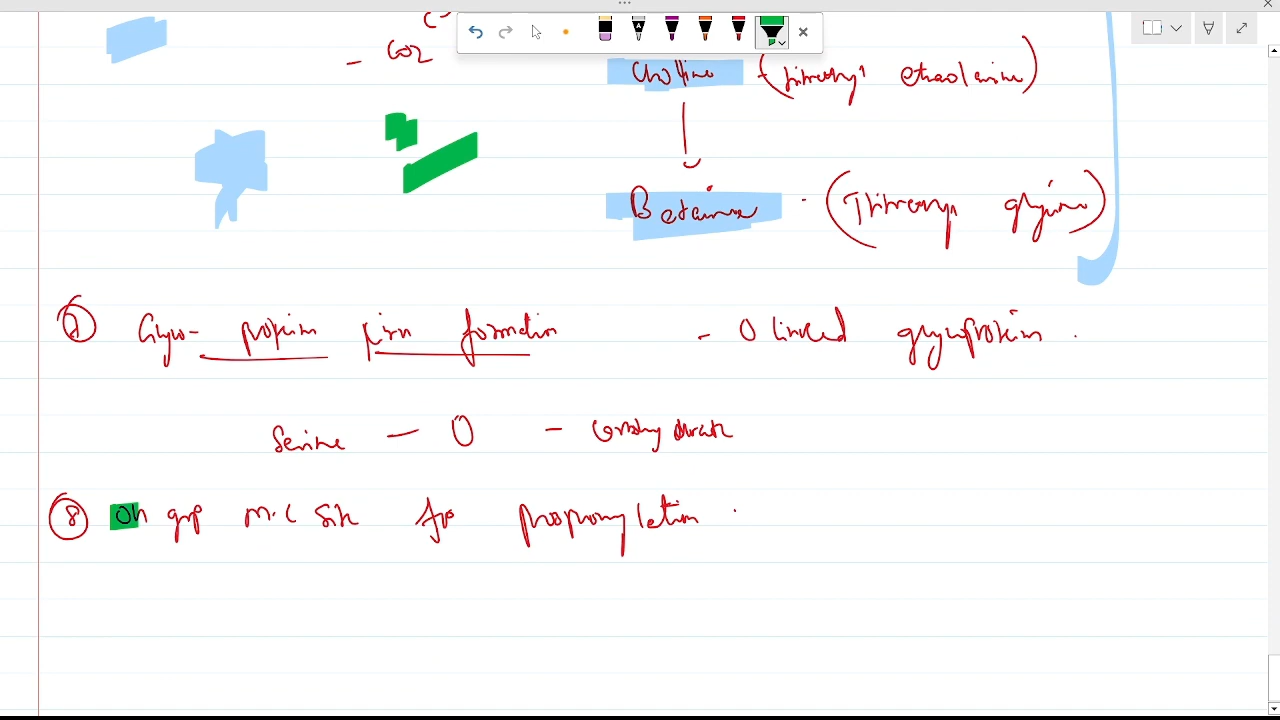 - CO2
Choline - (trimethyl ethanolamine)
Betaine - (Trimethyl glycine)
⑦ Glyco- protein formation - O linked glycoprotein .
Serine - O - Carbohydrate
⑧ OH grp M.C site for phosphorylation .